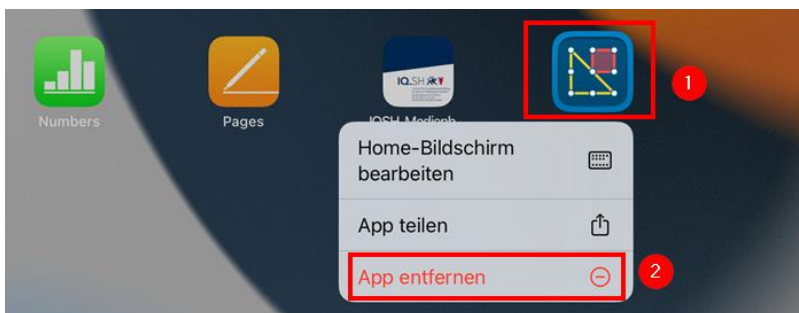 IQ.SH
1
Numbers
Pages
IQSH-Medienb
Home-Bildschirm
bearbeiten
App teilen
App entfernen
2